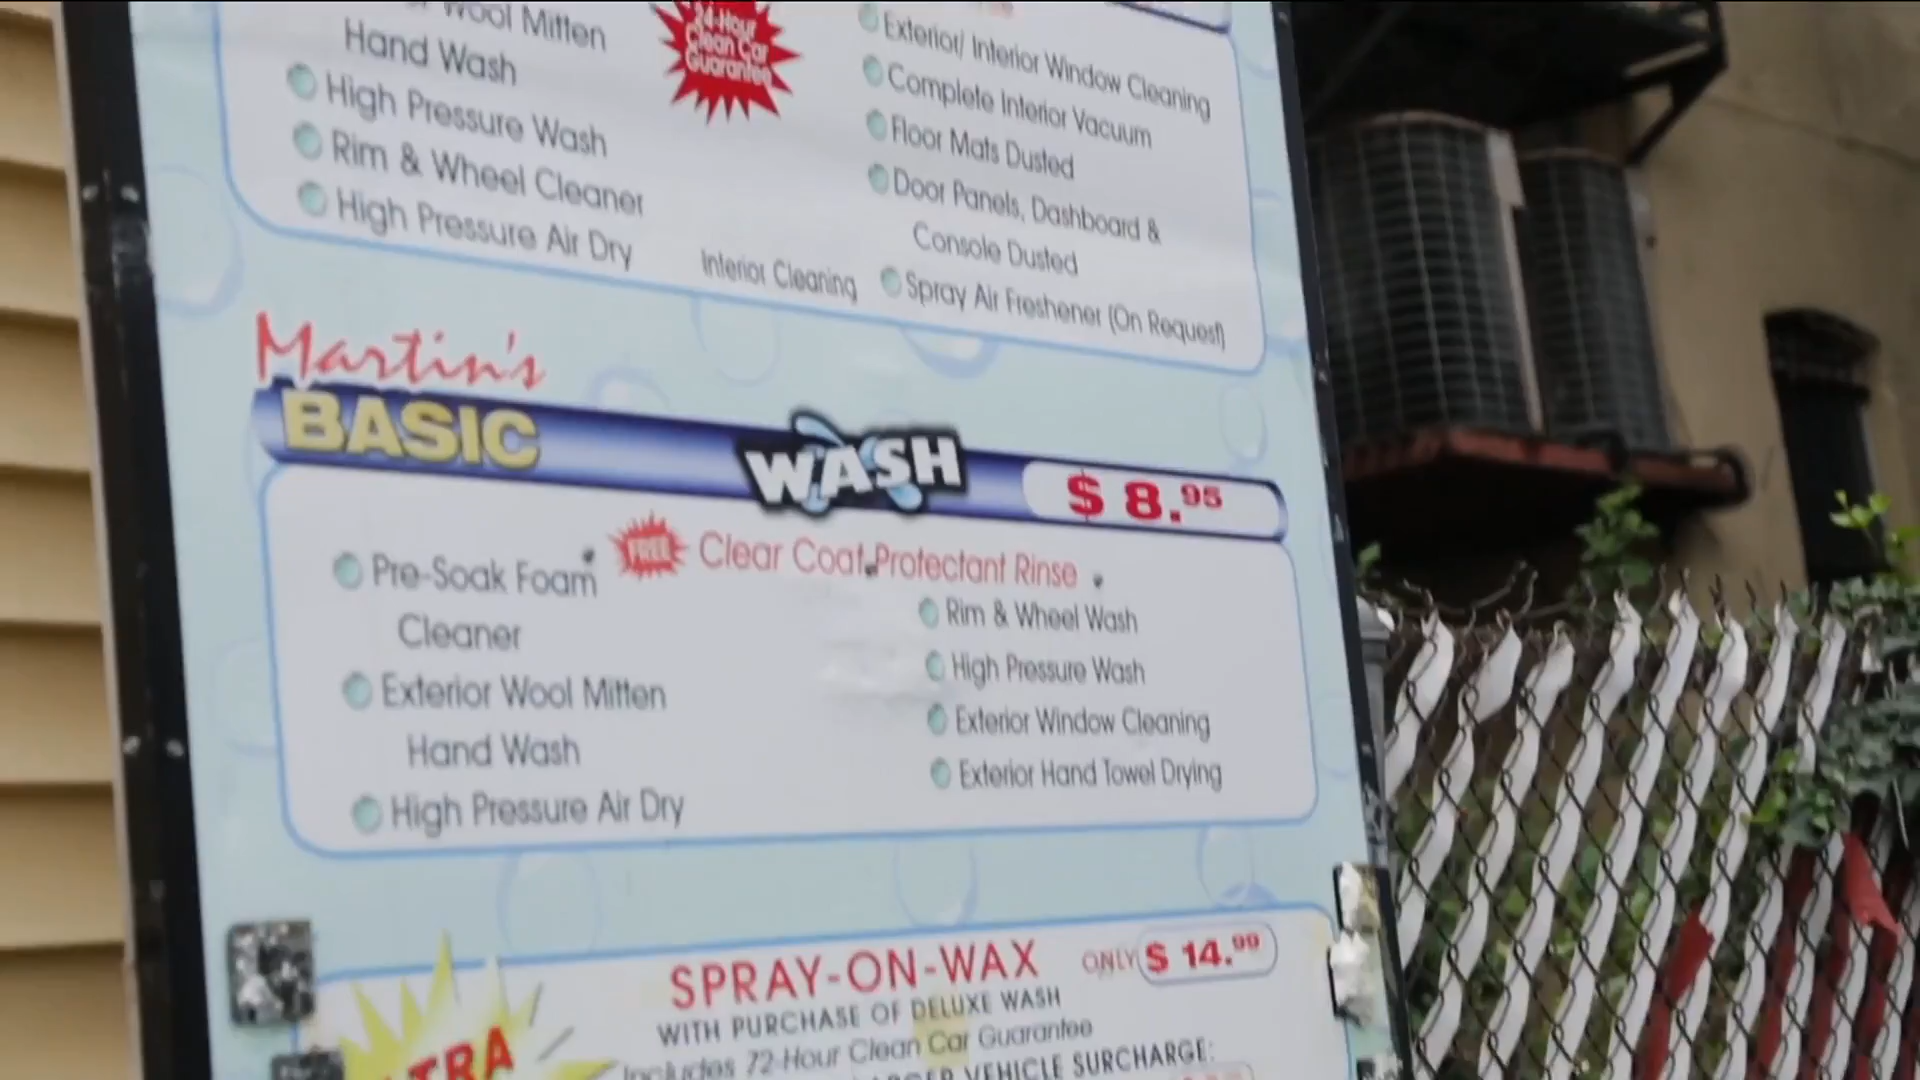 Wool Mitten
Hand Wash
High Pressure Wash
Rim & Wheel Cleaner
High Pressure Air Dry
24-Hour
Clean Car
Guarantee
Interior Cleaning
Exterior/ Interior Window Cleaning
Complete Interior Vacuum
Floor Mats Dusted
Door Panels, Dashboard &
Console Dusted
Spray Air Freshener (On Request)
Martin's
BASIC WASH $ 8.95
FREE Clear Coat Protectant Rinse
Pre-Soak Foam
Cleaner
Exterior Wool Mitten
Hand Wash
High Pressure Air Dry
Rim & Wheel Wash
High Pressure Wash
Exterior Window Cleaning
Exterior Hand Towel Drying
SPRAY-ON-WAX ONLY $ 14.99
WITH PURCHASE OF DELUXE WASH
Includes 72-Hour Clean Car Guarantee
VEHICLE SURCHARGE: